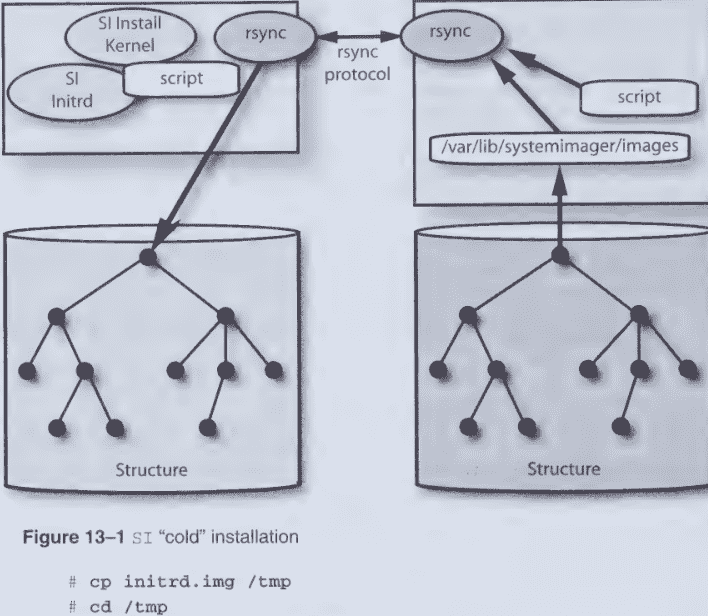 SI Install
Kernel
rsync
rsync
rsync
protocol
SI
Initrd
script
script
/var/lib/systemimager/images
Structure
Structure
Figure 13–1 SI “cold” installation
# cp initrd.img /tmp
# cd /tmp